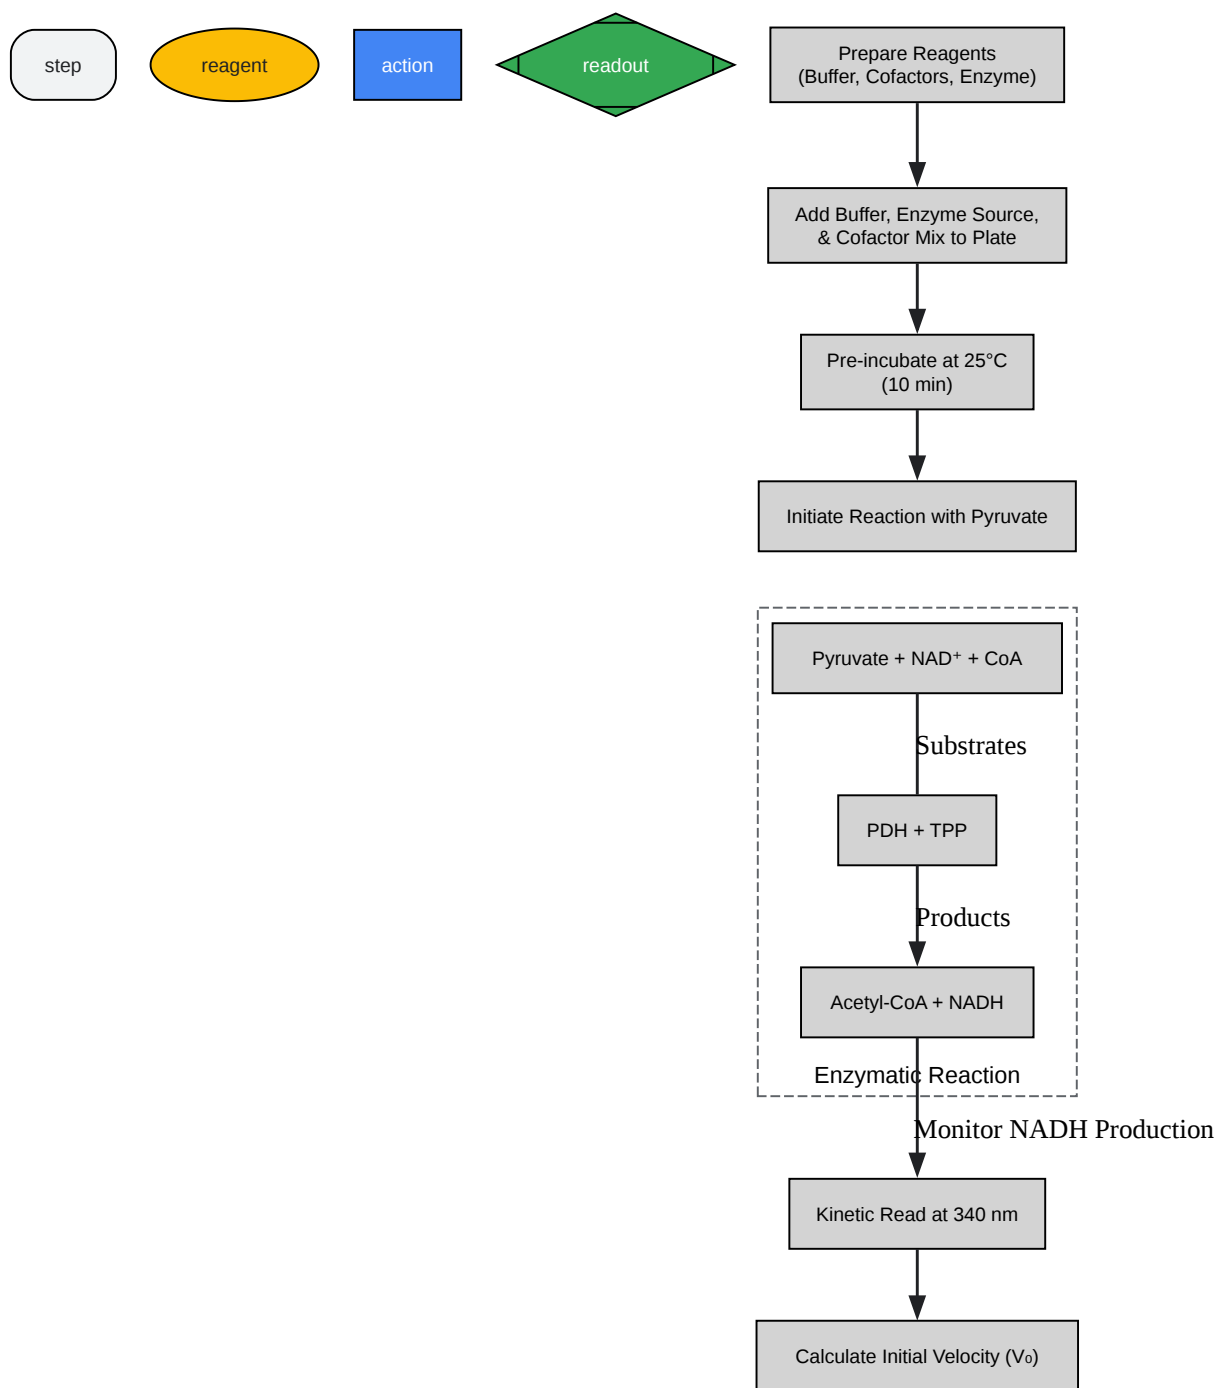 step
reagent
action
readout
Prepare Reagents
(Buffer, Cofactors, Enzyme)
Add Buffer, Enzyme Source,
& Cofactor Mix to Plate
Pre-incubate at 25°C
(10 min)
Initiate Reaction with Pyruvate
Pyruvate + NAD⁺ + CoA
Substrates
PDH + TPP
Products
Acetyl-CoA + NADH
Enzymatic Reaction
Monitor NADH Production
Kinetic Read at 340 nm
Calculate Initial Velocity (V₀)